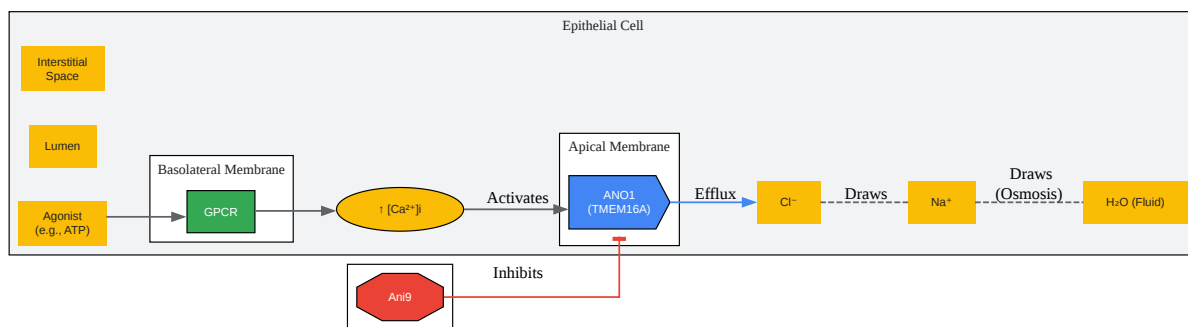 Epithelial Cell
Interstitial
Space
Lumen
Agonist
(e.g., ATP)
Basolateral Membrane
GPCR
↑ [Ca²⁺]i
Activates
Apical Membrane
ANO1
(TMEM16A)
Efflux
Cl⁻
Draws
Na⁺
Draws
(Osmosis)
H₂O (Fluid)
Inhibits
Ani9